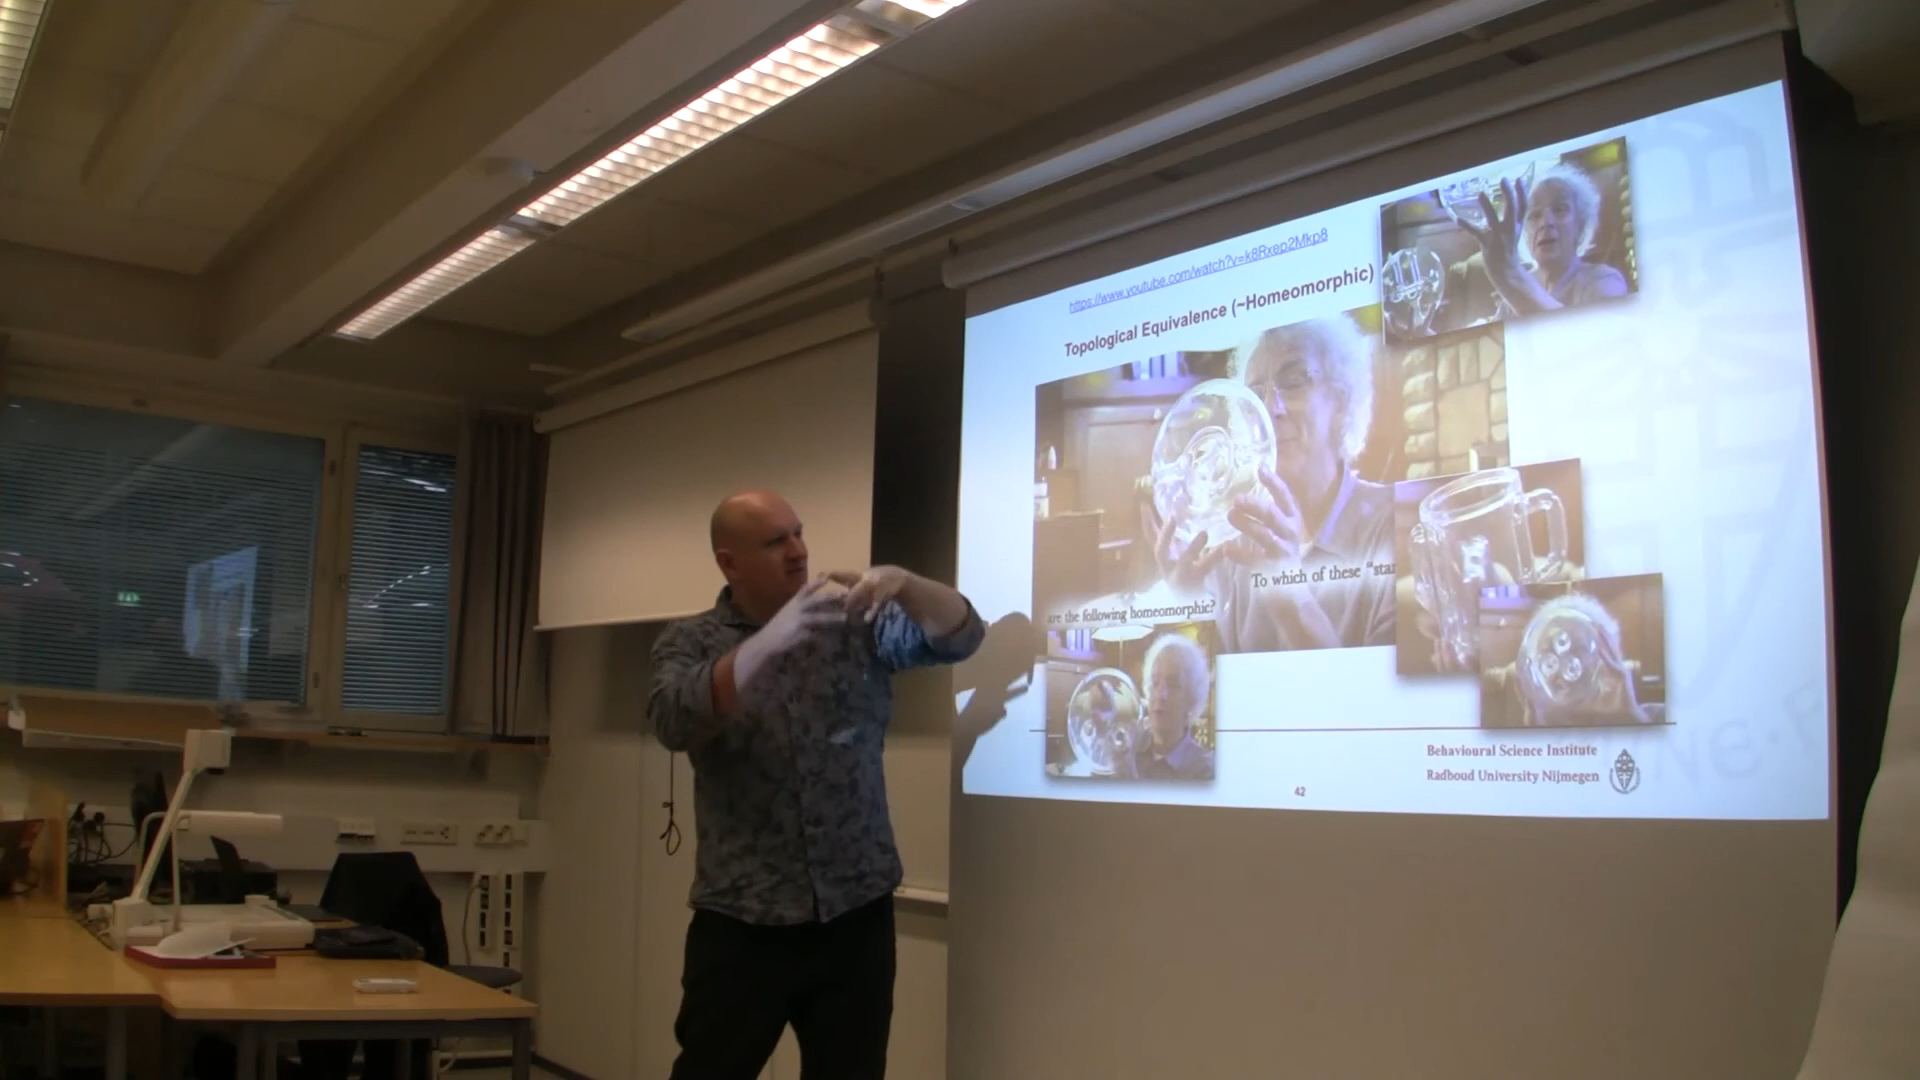 https://www.youtube.com/watch?v=k8Rxep2Mkp8
Topological Equivalence (~Homeomorphic)
To which of these "star
are the following homeomorphic?
Behavioural Science Institute
Radboud University Nijmegen
42